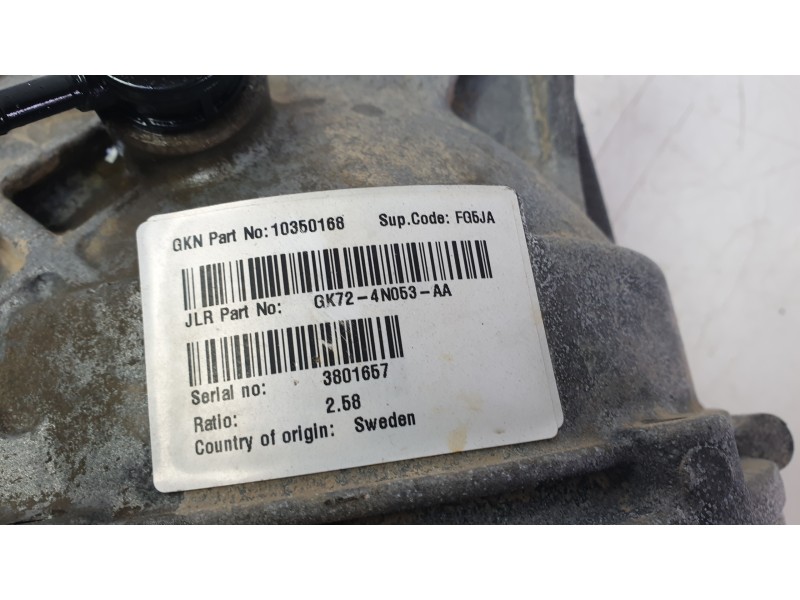 GKN Part No: 10350168 Sup.Code: FG5JA
JLR Part No: GK72-4N053-AA
Serial no: 3801657
Ratio: 2.58
Country of origin: Sweden